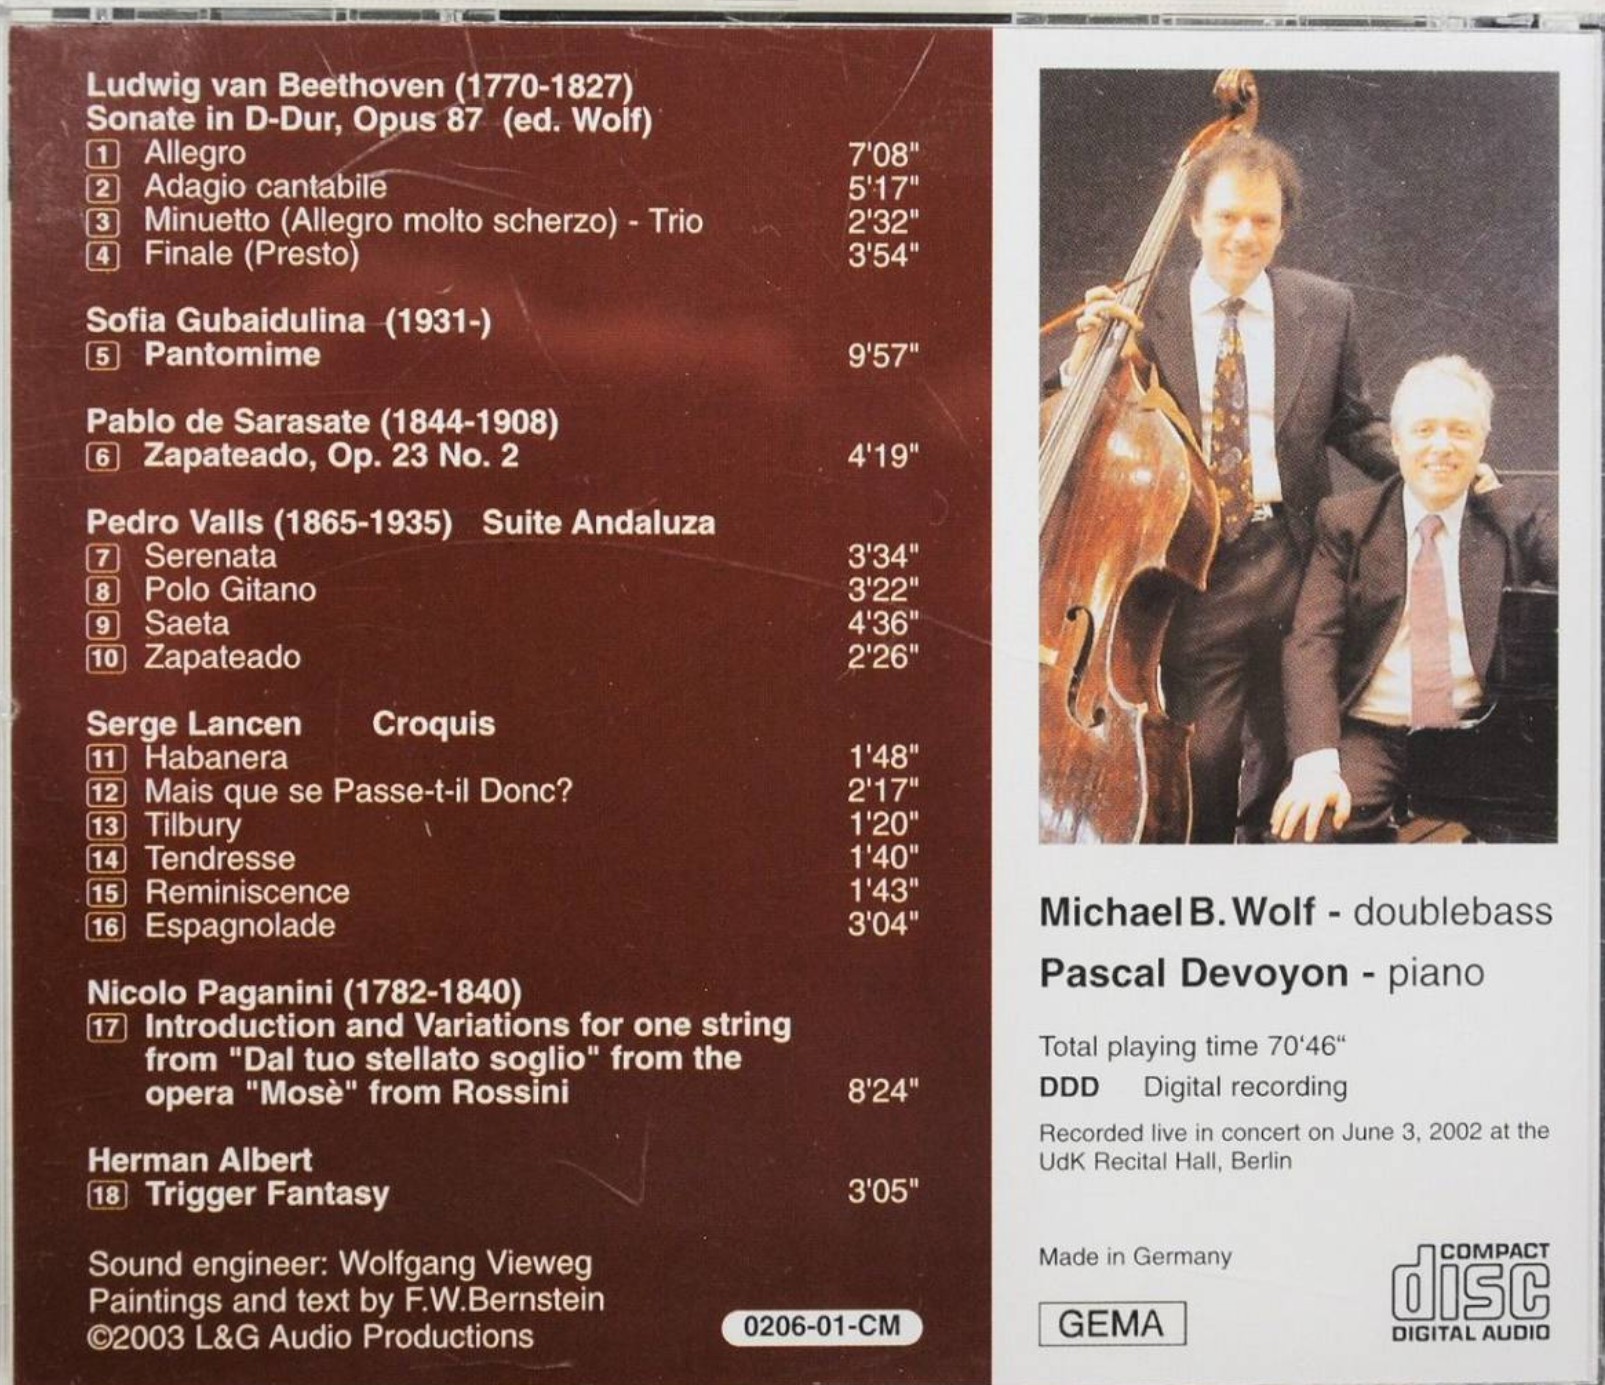 Ludwig van Beethoven (1770-1827)
Sonate in D-Dur, Opus 87 (ed. Wolf)
1 Allegro 7'08"
2 Adagio cantabile 5'17"
3 Minuetto (Allegro molto scherzo) - Trio 2'32"
4 Finale (Presto) 3'54"
Sofia Gubaidulina (1931-)
5 Pantomime 9'57"
Pablo de Sarasate (1844-1908)
6 Zapateado, Op. 23 No. 2 4'19"
Pedro Valls (1865-1935) Suite Andaluza
7 Serenata 3'34"
8 Polo Gitano 3'22"
9 Saeta 4'36"
10 Zapateado 2'26"
Serge Lancen Croquis
11 Habanera 1'48"
12 Mais que se Passe-t-il Donc? 2'17"
13 Tilbury 1'20"
14 Tendresse 1'40"
15 Reminiscence 1'43"
16 Espagnolade 3'04"
Nicolo Paganini (1782-1840)
17 Introduction and Variations for one string
from "Dal tuo stellato soglio" from the
opera "Mosè" from Rossini 8'24"
Herman Albert
18 Trigger Fantasy 3'05"
Sound engineer: Wolfgang Vieweg
Paintings and text by F.W.Bernstein
©2003 L&G Audio Productions
0206-01-CM
Michael B. Wolf - doublebass
Pascal Devoyon - piano
Total playing time 70'46“
DDD Digital recording
Recorded live in concert on June 3, 2002 at the
UdK Recital Hall, Berlin
Made in Germany
GEMA
COMPACT
disc
DIGITAL AUDIO